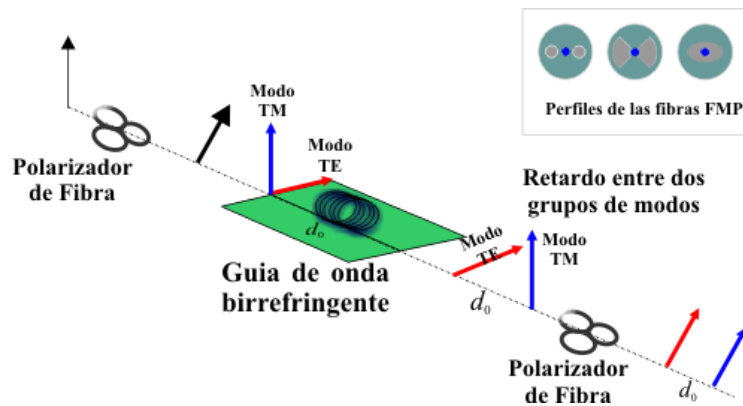 Perfiles de las fibras FMP
Modo
TM
Modo
TE
Polarizador
de Fibra
Retardo entre dos
grupos de modos
dₒ
Modo
TE
Modo
TM
Guia de onda
birrefringente
d₀
Polarizador
de Fibra
d₀